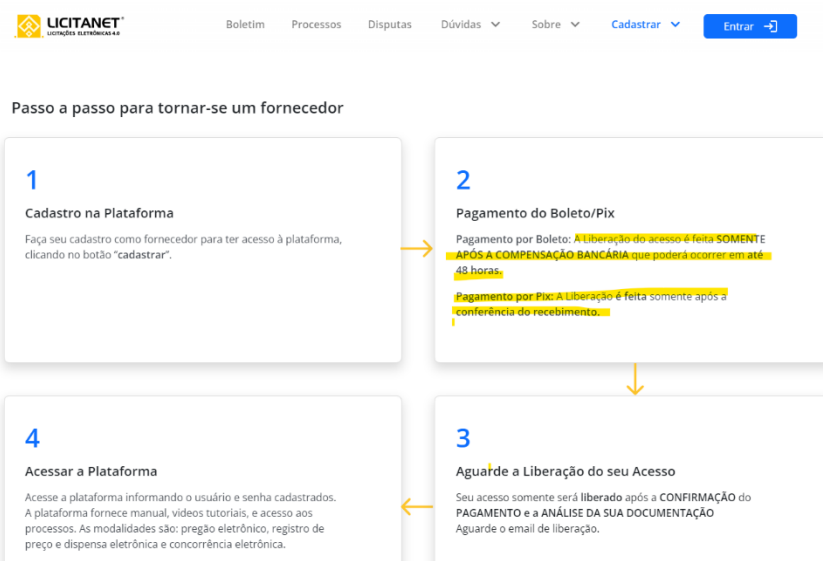 LICITANET
LICITAÇÕES ELETRÔNICAS 4.0
Boletim
Processos
Disputas
Dúvidas
Sobre
Cadastrar
Entrar
Passo a passo para tornar-se um fornecedor
1
Cadastro na Plataforma
Faça seu cadastro como fornecedor para ter acesso à plataforma,
clicando no botão “cadastrar”.
2
Pagamento do Boleto/Pix
Pagamento por Boleto: A Liberação do acesso é feita SOMENTE
APÓS A COMPENSAÇÃO BANCÁRIA que poderá ocorrer em até
48 horas.
Pagamento por Pix: A Liberação é feita somente após a
conferência do recebimento.
3
Aguarde a Liberação do seu Acesso
Seu acesso somente será liberado após a CONFIRMAÇÃO do
PAGAMENTO e a ANÁLISE DA SUA DOCUMENTAÇÃO
Aguarde o email de liberação.
4
Acessar a Plataforma
Acesse a plataforma informando o usuário e senha cadastrados.
A plataforma fornece manual, videos tutoriais, e acesso aos
processos. As modalidades são: pregão eletrônico, registro de
preço e dispensa eletrônica e concorrência eletrônica.